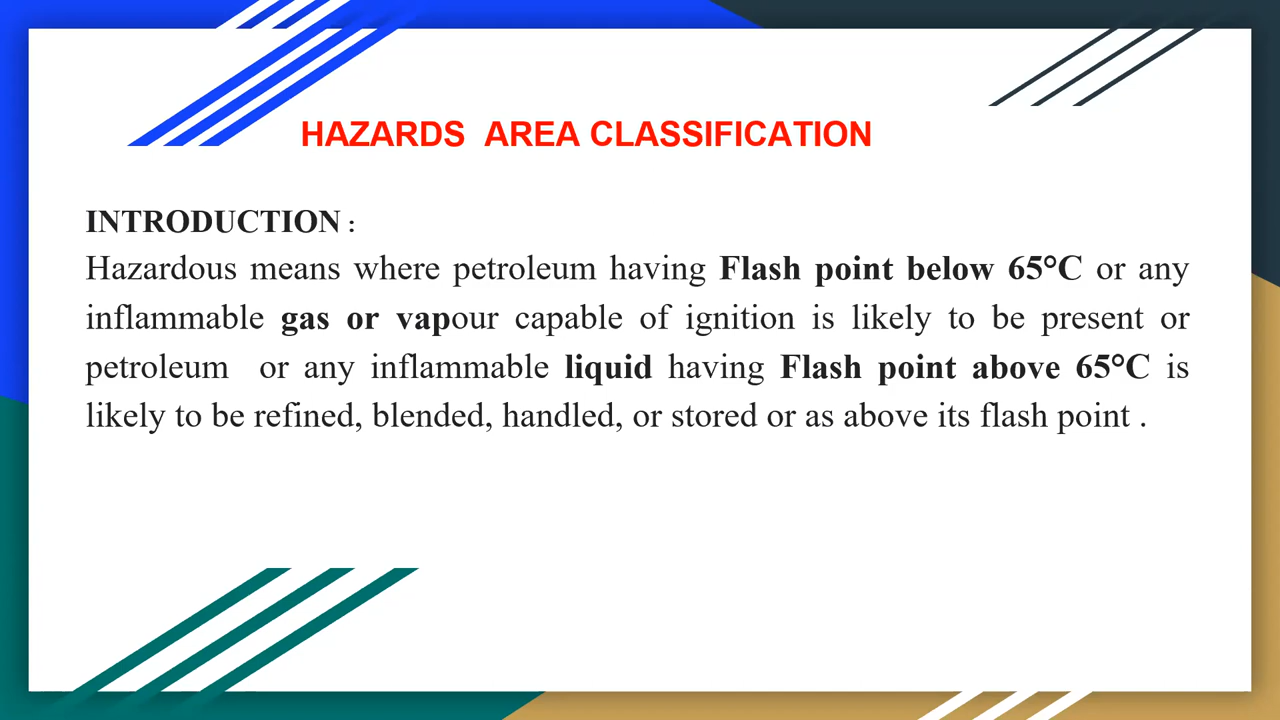 HAZARDS AREA CLASSIFICATION
INTRODUCTION :
Hazardous means where petroleum having Flash point below 65°C or any
inflammable gas or vapour capable of ignition is likely to be present or
petroleum or any inflammable liquid having Flash point above 65°C is
likely to be refined, blended, handled, or stored or as above its flash point .